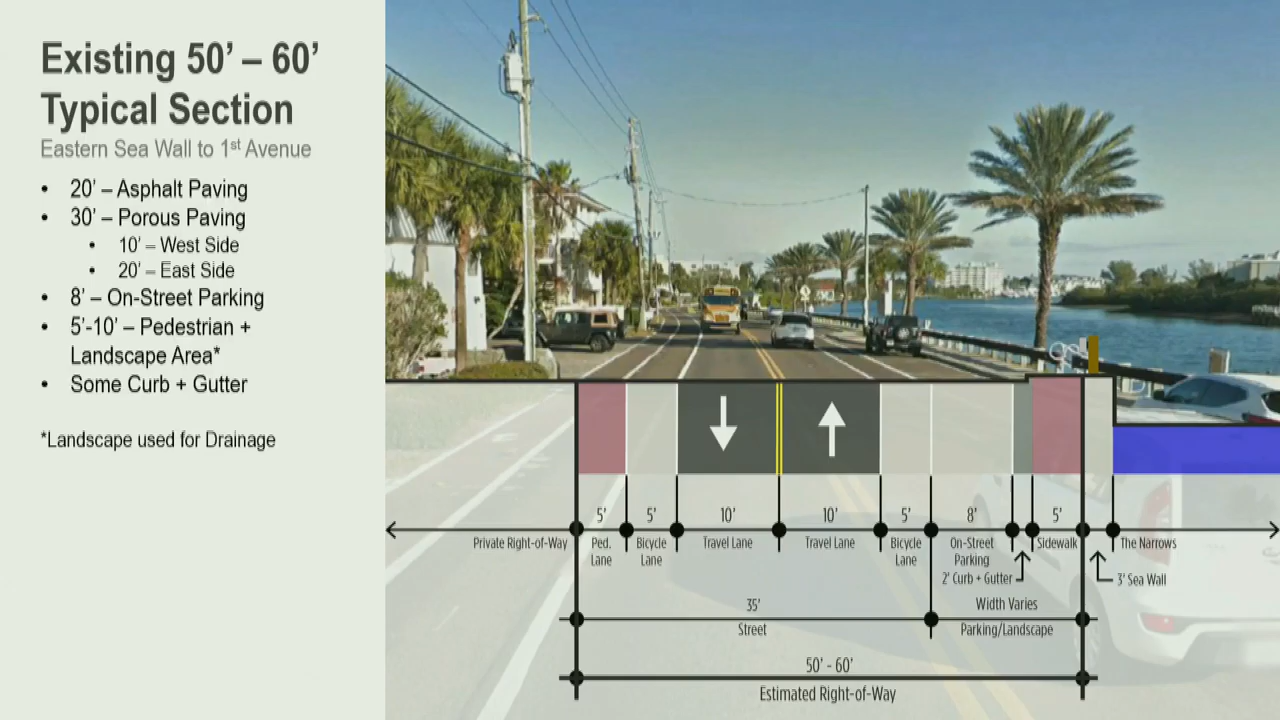 Existing 50’ – 60’
Typical Section
Eastern Sea Wall to 1st Avenue
• 20’ – Asphalt Paving
• 30’ – Porous Paving
• 10’ – West Side
• 20’ – East Side
• 8’ – On-Street Parking
• 5’-10’ – Pedestrian +
Landscape Area*
• Some Curb + Gutter
*Landscape used for Drainage
5’ 5’ 10’ 10’ 5’ 8’ 5’
Private Right-of-Way Ped. Bicycle Travel Lane Travel Lane Bicycle On-Street Sidewalk The Narrows
Lane Lane Lane Parking
2’ Curb + Gutter 3’ Sea Wall
35’ Width Varies
Street Parking/Landscape
50’ - 60’
Estimated Right-of-Way